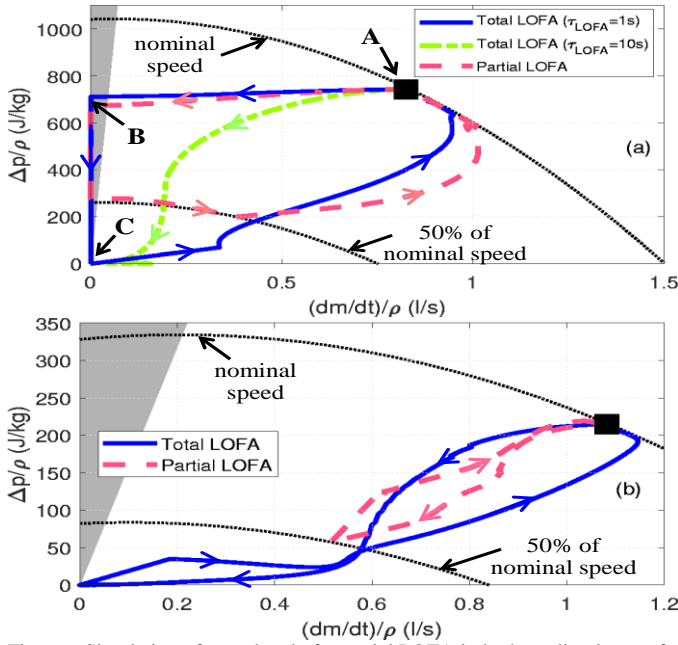 1000
800
600
400
200
0
Δp/ρ (J/kg)
nominal
speed
A
Total LOFA (τLOFA=1s)
Total LOFA (τLOFA=10s)
Partial LOFA
B
(a)
C
50% of
nominal speed
0
0.5
1
1.5
(dm/dt)/ρ (l/s)
350
300
250
200
150
100
50
0
Δp/ρ (J/kg)
nominal
speed
Total LOFA
Partial LOFA
(b)
50% of
nominal speed
0
0.2
0.4
0.6
0.8
1
1.2
(dm/dt)/ρ (l/s)